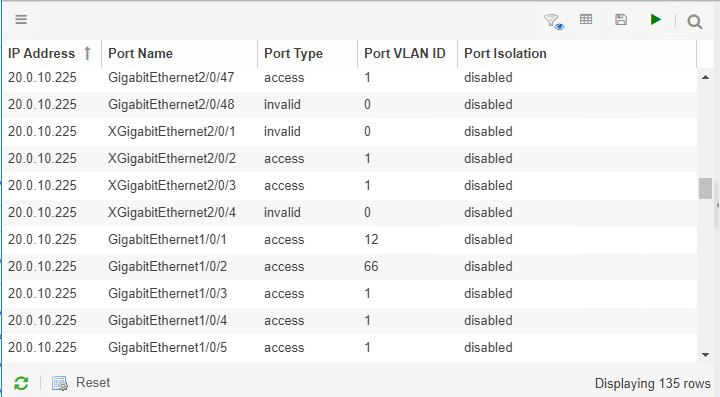 IP Address Port Name Port Type Port VLAN ID Port Isolation
20.0.10.225 GigabitEthernet2/0/47 access 1 disabled
20.0.10.225 GigabitEthernet2/0/48 invalid 0 disabled
20.0.10.225 XGigabitEthernet2/0/1 invalid 0 disabled
20.0.10.225 XGigabitEthernet2/0/2 access 1 disabled
20.0.10.225 XGigabitEthernet2/0/3 access 1 disabled
20.0.10.225 XGigabitEthernet2/0/4 invalid 0 disabled
20.0.10.225 GigabitEthernet1/0/1 access 12 disabled
20.0.10.225 GigabitEthernet1/0/2 access 66 disabled
20.0.10.225 GigabitEthernet1/0/3 access 1 disabled
20.0.10.225 GigabitEthernet1/0/4 access 1 disabled
20.0.10.225 GigabitEthernet1/0/5 access 1 disabled
Reset Displaying 135 rows